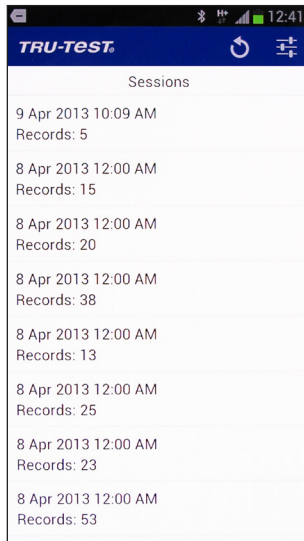 H+
12:41
TRU-TEST®
Sessions
9 Apr 2013 10:09 AM
Records: 5
8 Apr 2013 12:00 AM
Records: 15
8 Apr 2013 12:00 AM
Records: 20
8 Apr 2013 12:00 AM
Records: 38
8 Apr 2013 12:00 AM
Records: 13
8 Apr 2013 12:00 AM
Records: 25
8 Apr 2013 12:00 AM
Records: 23
8 Apr 2013 12:00 AM
Records: 53